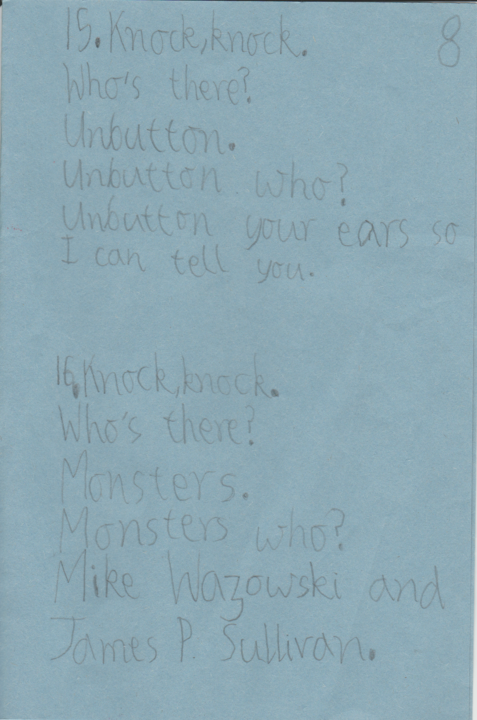 15. Knock, knock.
8
Who's there?
Unbutton.
Unbutton who?
Unbutton your ears so
I can tell you.
16. Knock, knock.
Who's there?
Monsters.
Monsters who?
Mike Wazowski and
James P. Sullivan.